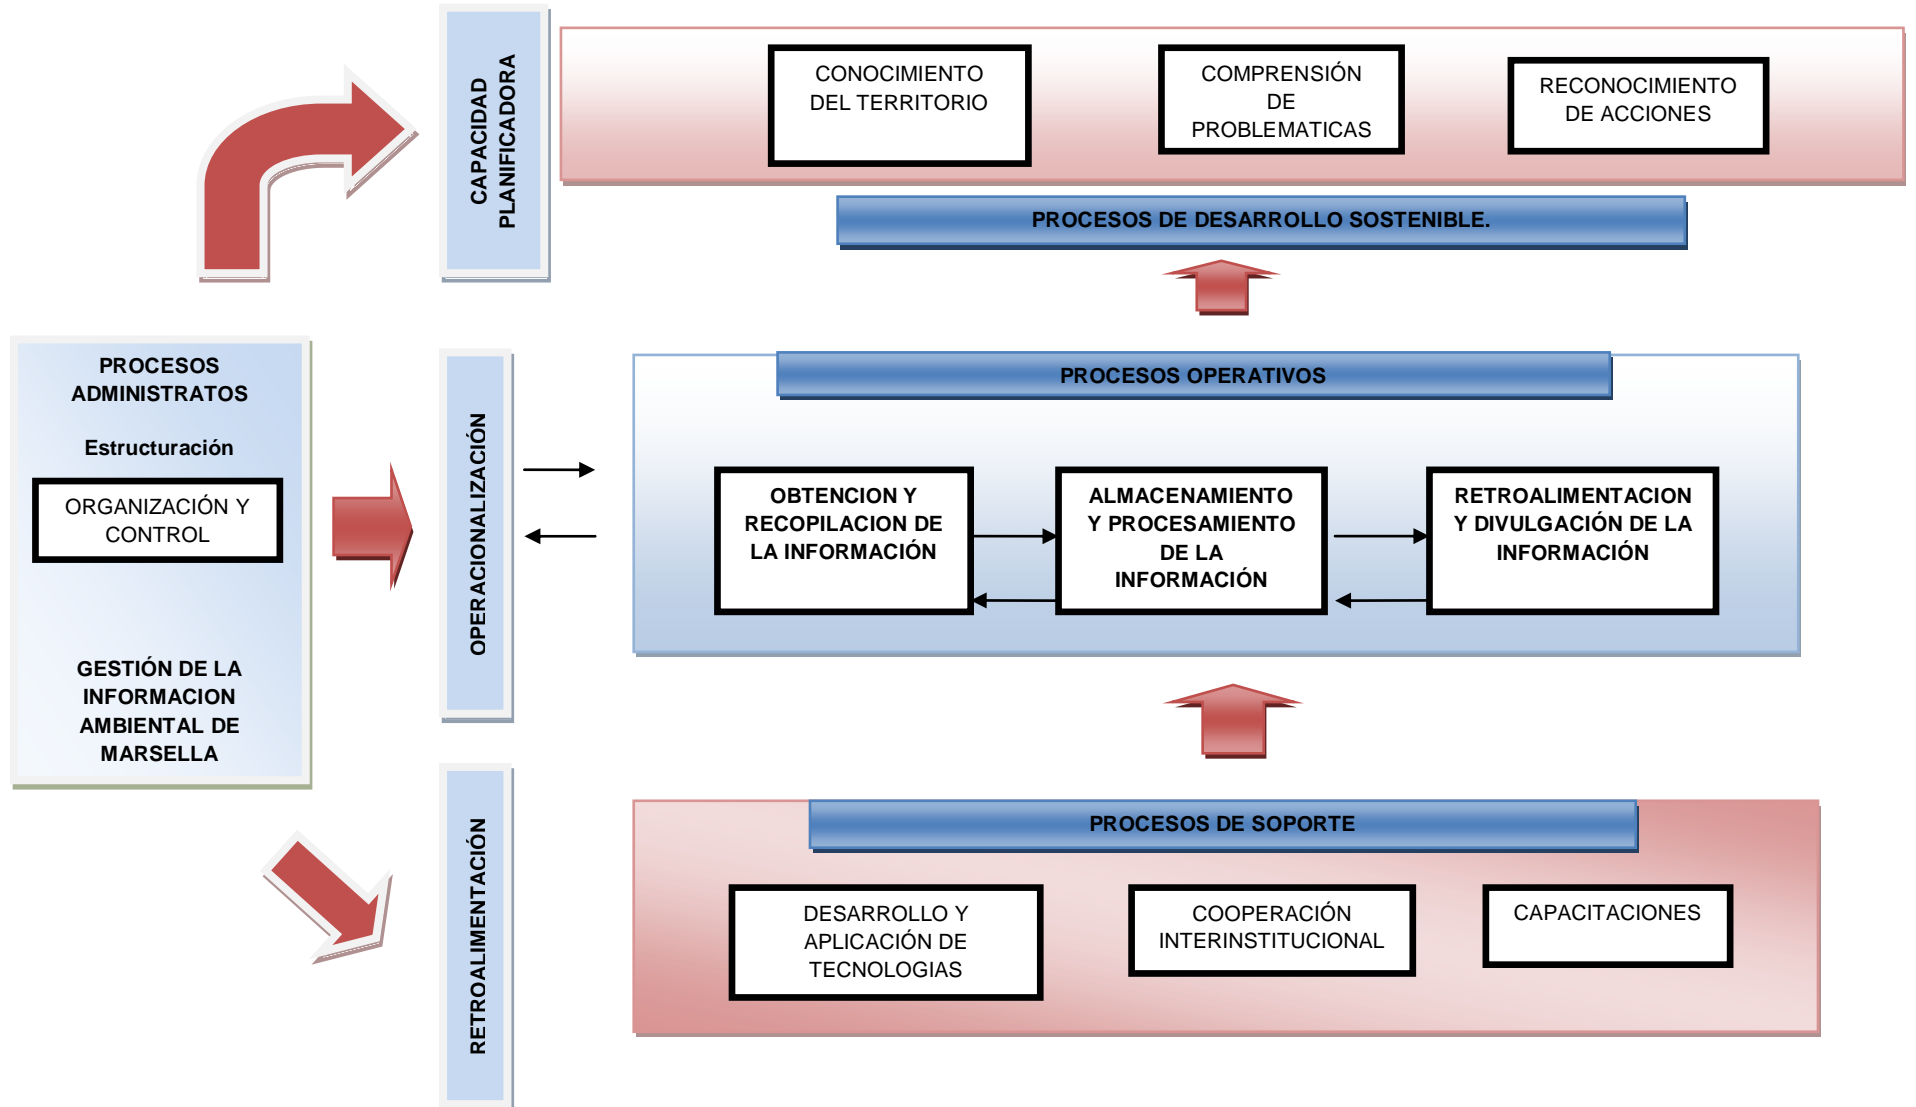 CAPACIDAD
PLANIFICADORA
CONOCIMIENTO
DEL TERRITORIO
COMPRENSIÓN
DE
PROBLEMATICAS
RECONOCIMIENTO
DE ACCIONES
PROCESOS DE DESARROLLO SOSTENIBLE.
PROCESOS
ADMINISTRATOS
Estructuración
ORGANIZACIÓN Y
CONTROL
GESTIÓN DE LA
INFORMACION
AMBIENTAL DE
MARSELLA
OPERACIONALIZACIÓN
PROCESOS OPERATIVOS
OBTENCION Y
RECOPILACION DE
LA INFORMACIÓN
ALMACENAMIENTO
Y PROCESAMIENTO
DE LA
INFORMACIÓN
RETROALIMENTACION
Y DIVULGACIÓN DE LA
INFORMACIÓN
RETROALIMENTACIÓN
PROCESOS DE SOPORTE
DESARROLLO Y
APLICACIÓN DE
TECNOLOGIAS
COOPERACIÓN
INTERINSTITUCIONAL
CAPACITACIONES